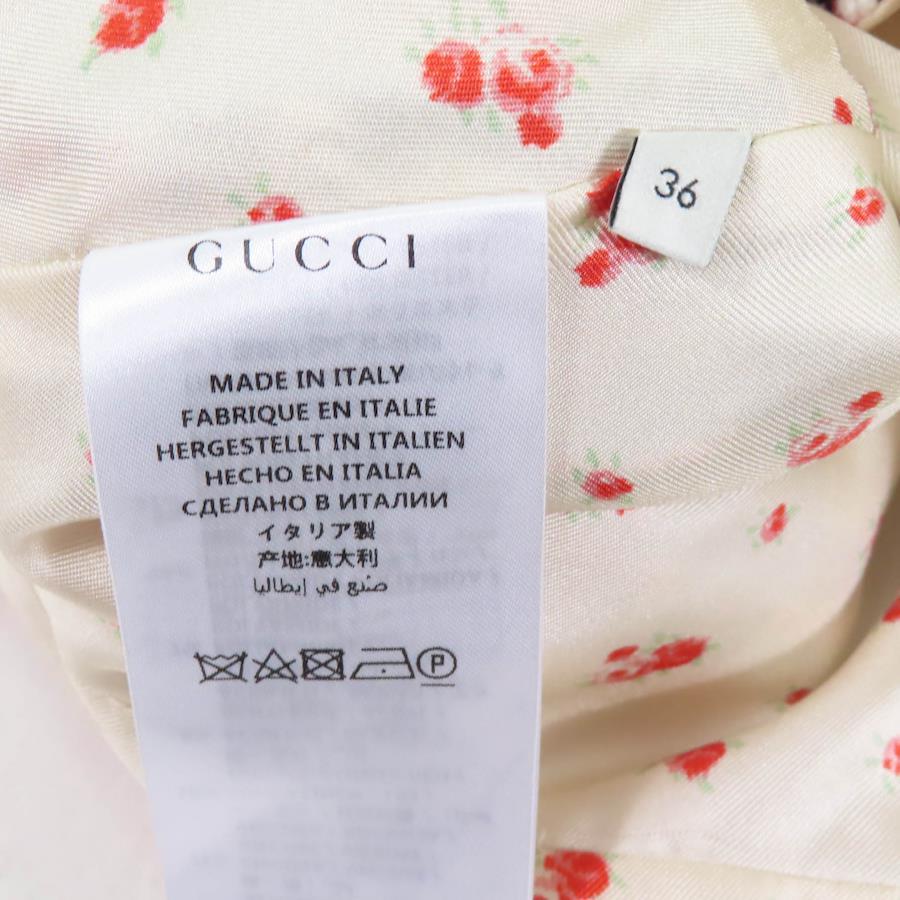 36
GUCCI
MADE IN ITALY
FABRIQUE EN ITALIE
HERGESTELLT IN ITALIEN
HECHO EN ITALIA
СДЕЛАНО В ИТАЛИИ
イタリア製
产地:意大利
صنع في إيطاليا
P